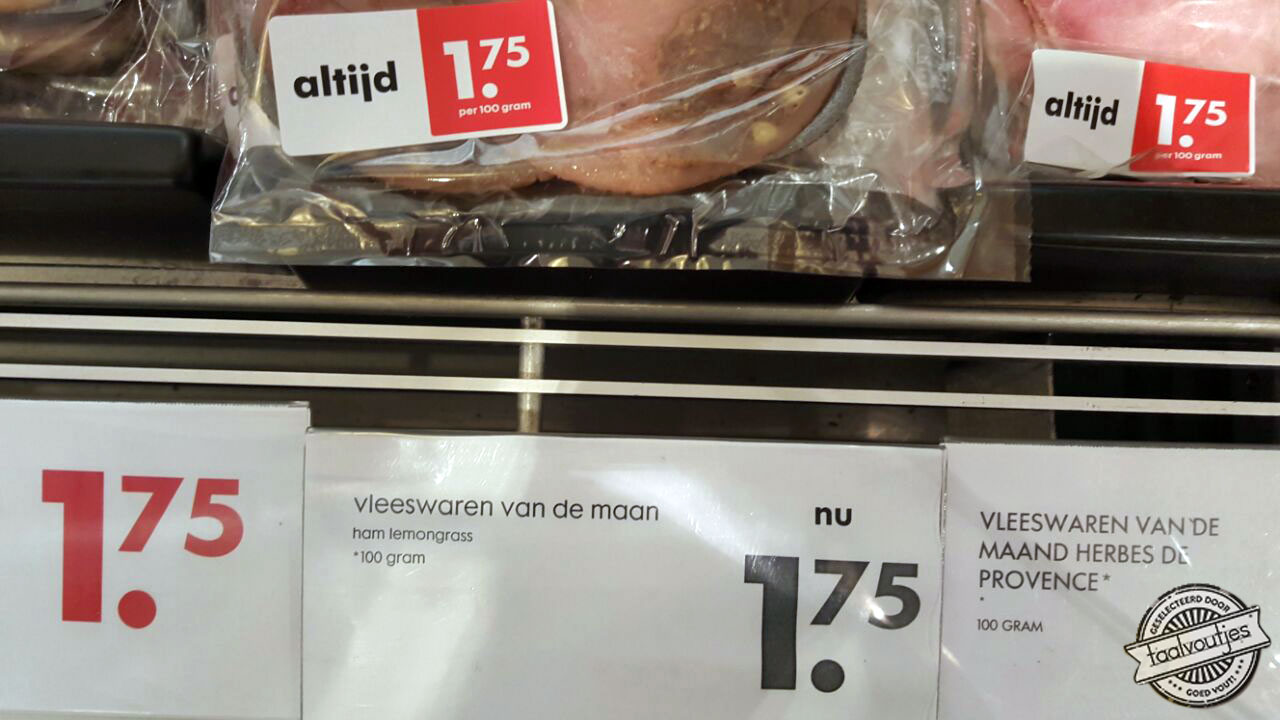 altijd
1.75
per 100 gram
altijd
1.75
per 100 gram
1.75
vleeswaren van de maan
ham lemongrass
*100 gram
nu
1.75
VLEESWAREN VAN DE
MAAND HERBES DE
PROVENCE*
*
100 GRAM
GESELECTEERD DOOR
taalvoutjes
GOED VOUT!